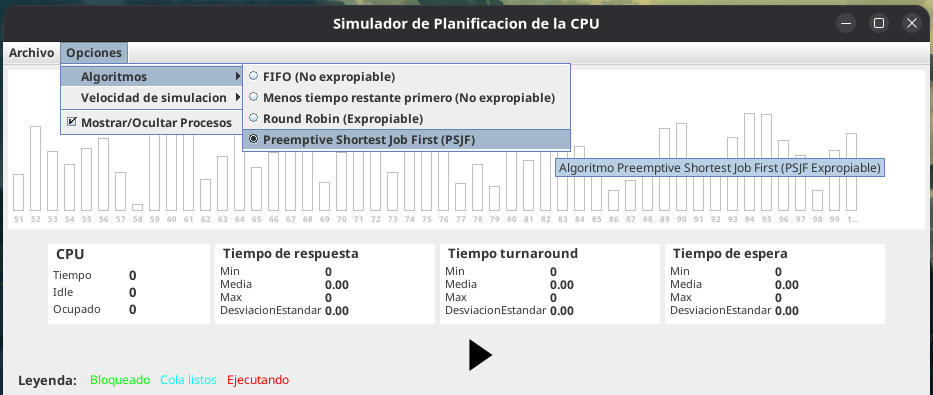 Simulador de Planificacion de la CPU
Archivo Opciones
Algoritmos
Velocidad de simulacion
Mostrar/Ocultar Procesos
FIFO (No expropiable)
Menos tiempo restante primero (No expropiable)
Round Robin (Expropiable)
Preemptive Shortest Job First (PSJF)
Algoritmo Preemptive Shortest Job First (PSJF Expropiable)
51 52 53 54 55 56 57 58 59 60 61 62 63 64 65 66 67 68 69 70 71 72 73 74 75 76 77 78 79 80 81 82 83 84 85 86 87 88 89 90 91 92 93 94 95 96 97 98 99 1...
CPU
Tiempo 0
Idle 0
Ocupado 0
Tiempo de respuesta
Min 0
Media 0.00
Max 0
DesviacionEstandar 0.00
Tiempo turnaround
Min 0
Media 0.00
Max 0
DesviacionEstandar 0.00
Tiempo de espera
Min 0
Media 0.00
Max 0
DesviacionEstandar 0.00
Leyenda: Bloqueado Cola listos Ejecutando